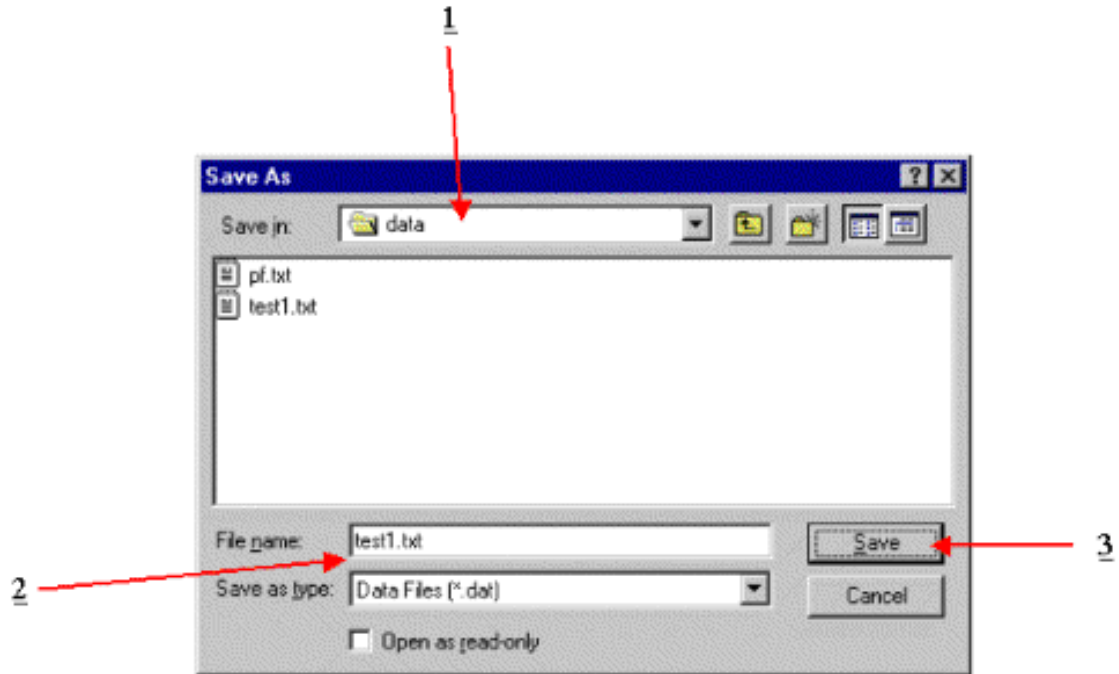 1
Save As
Save in: data
pf.txt
test1.txt
File name: test1.txt Save 3
2
Save as type: Data Files (*.dat) Cancel
Open as read-only